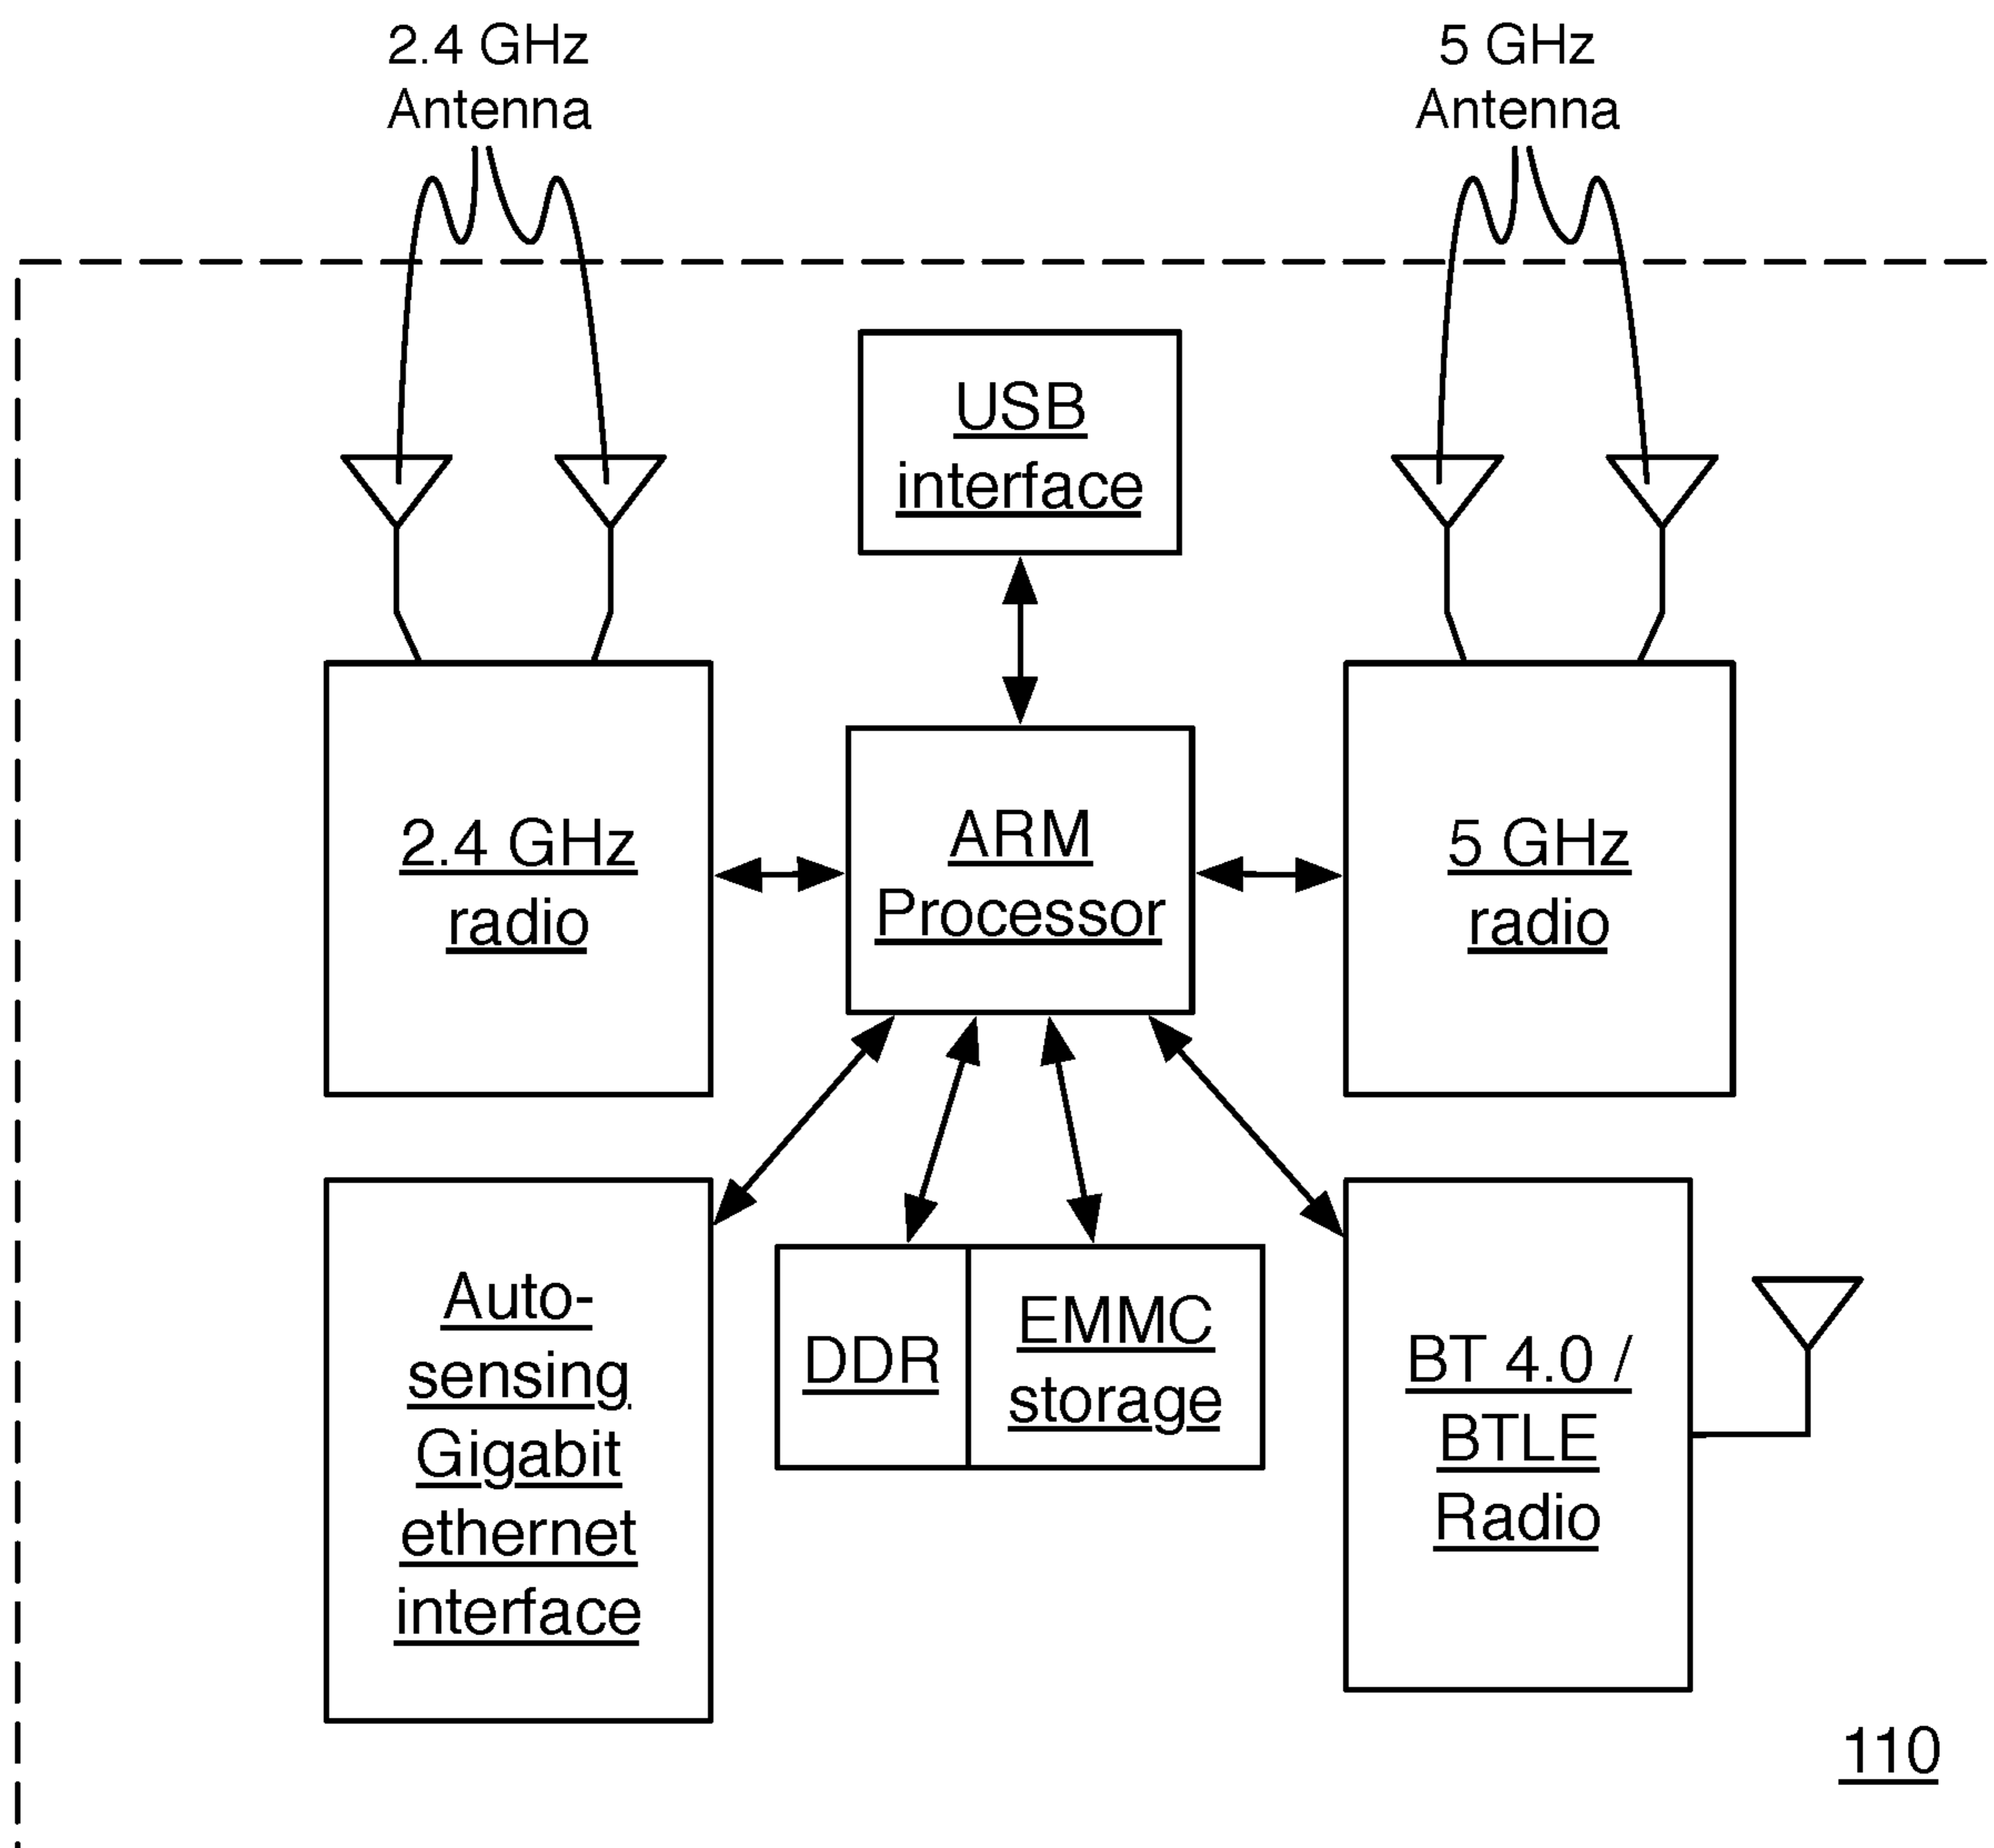 2.4 GHz
Antenna
5 GHz
Antenna
USB
interface
2.4 GHz
radio
ARM
Processor
5 GHz
radio
Auto-
sensing
Gigabit
ethernet
interface
DDR
EMMC
storage
BT 4.0 /
BTLE
Radio
110